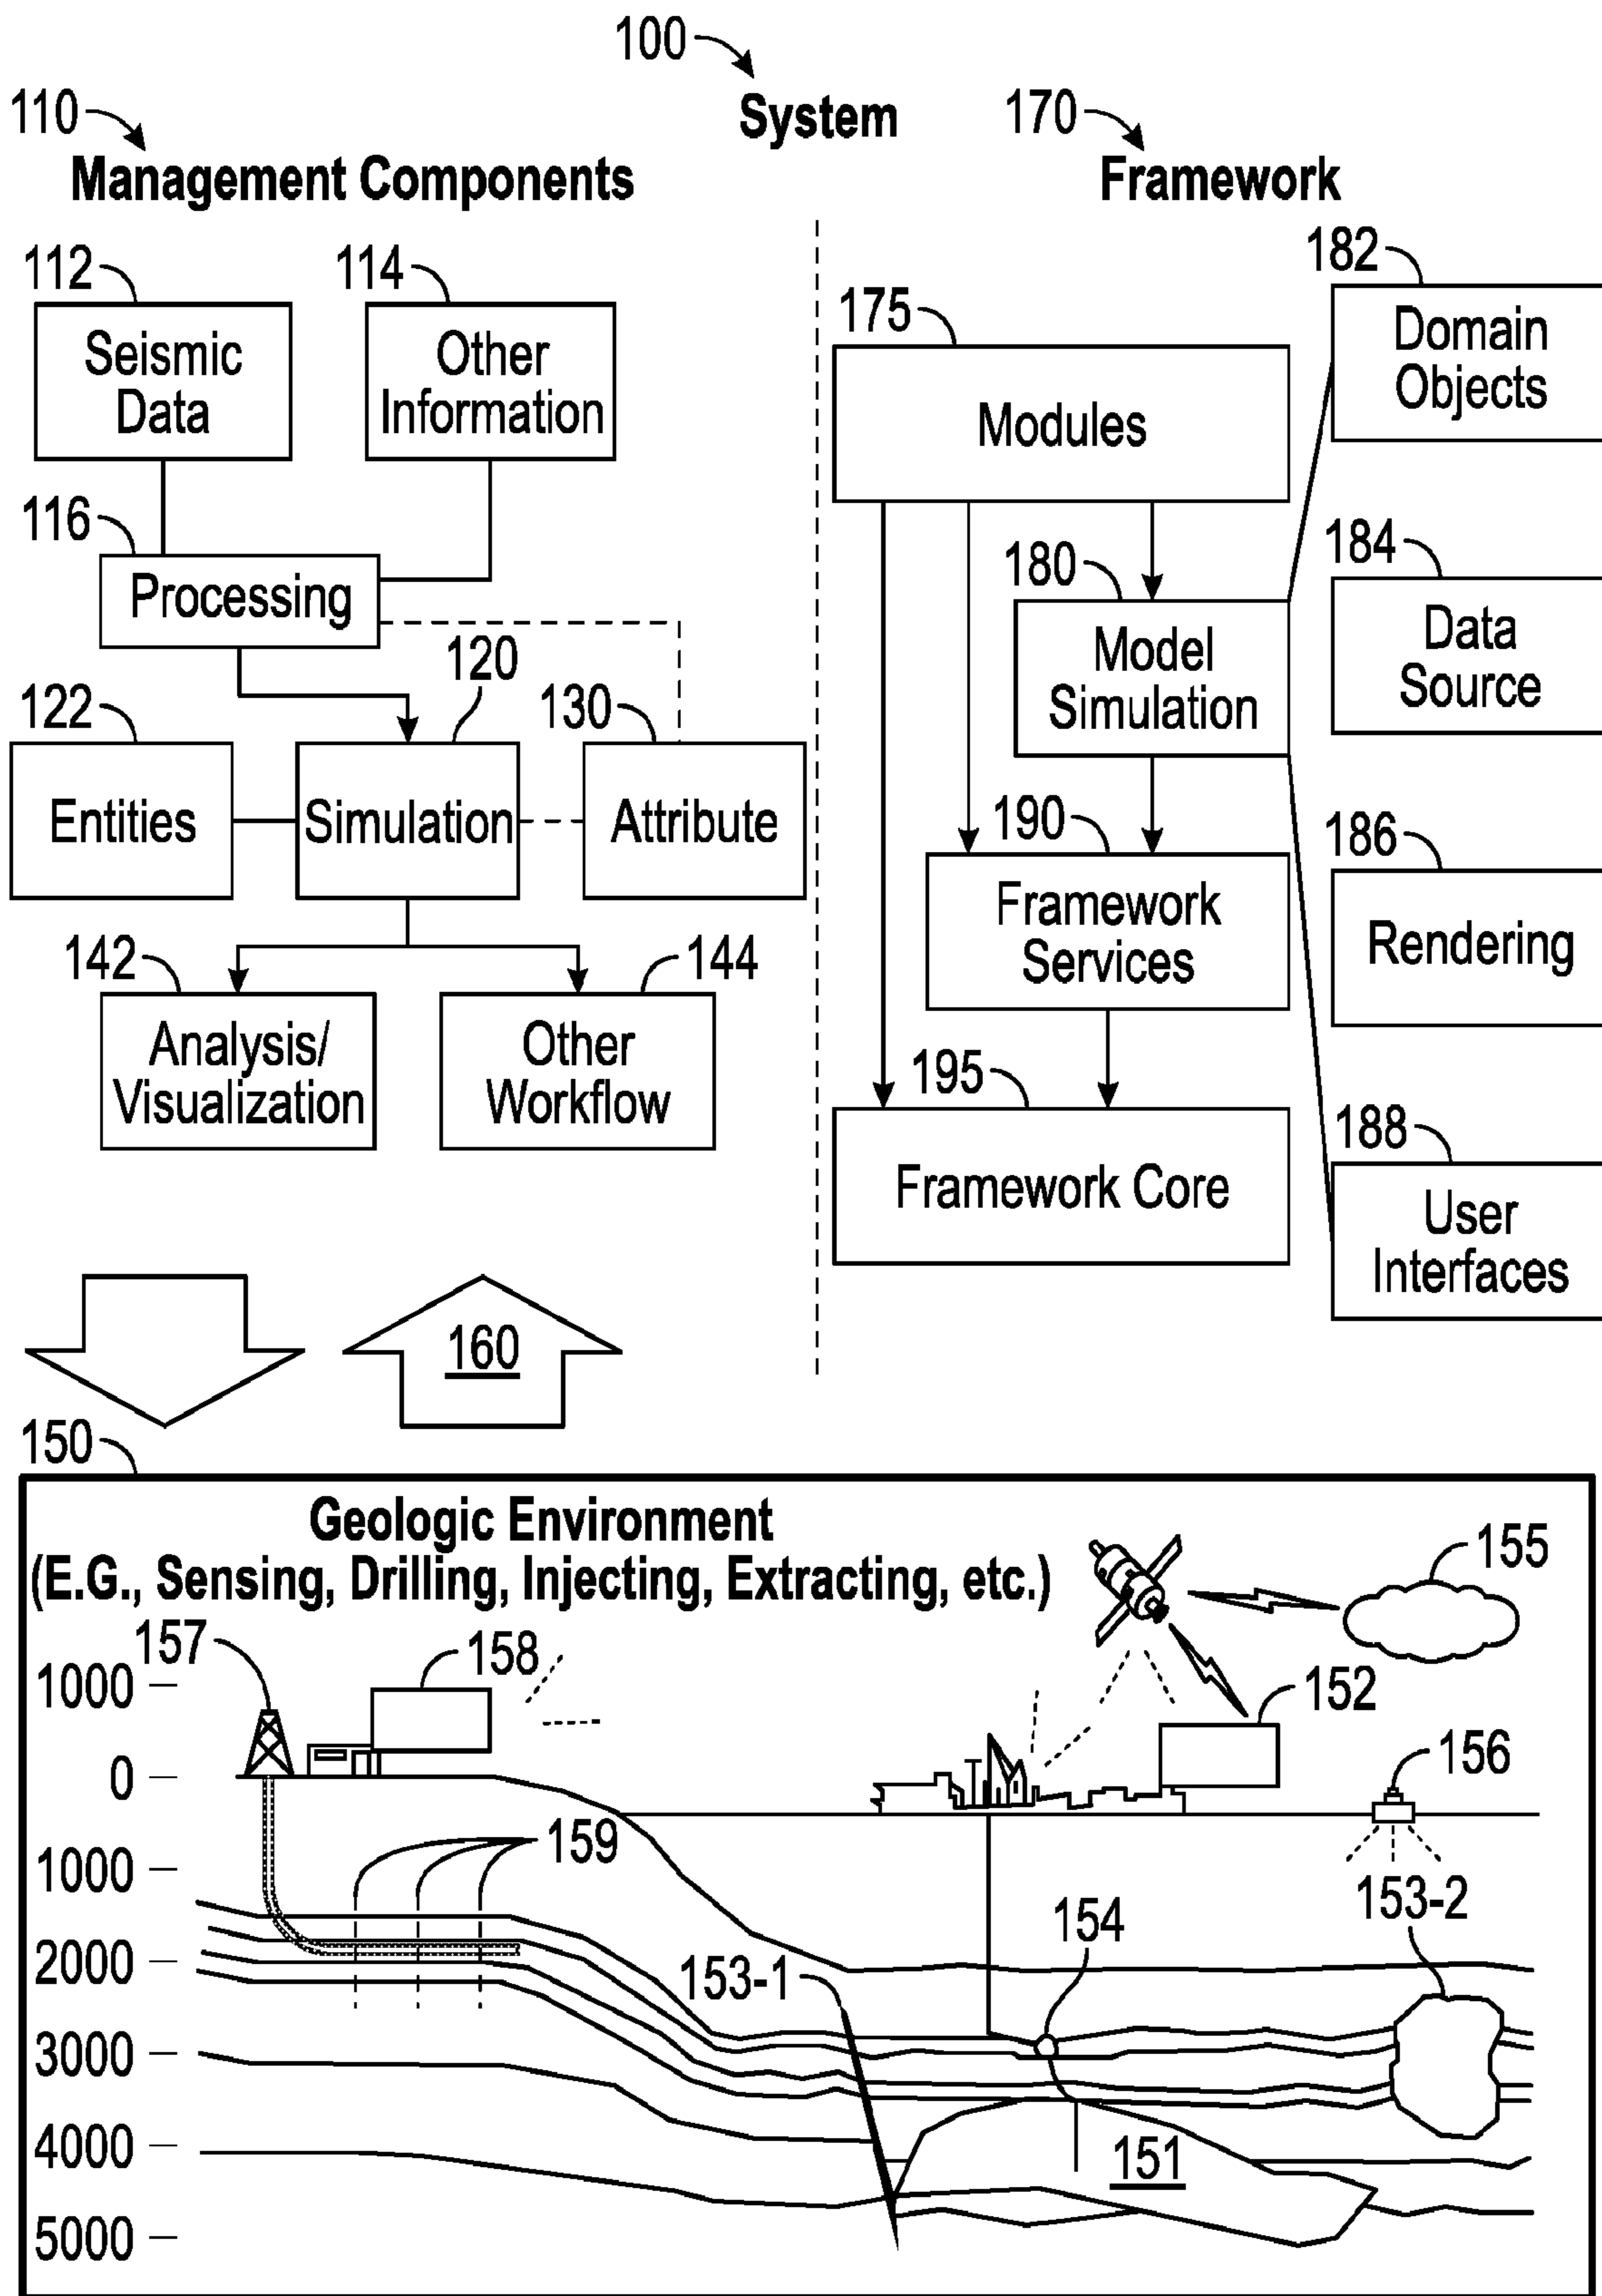 100
System
110
Management Components
170
Framework
112
Seismic
Data
114
Other
Information
116
Processing
120
122
Entities
Simulation
130
Attribute
142
Analysis/
Visualization
144
Other
Workflow
175
Modules
180
Model
Simulation
190
Framework
Services
195
Framework Core
182
Domain
Objects
184
Data
Source
186
Rendering
188
User
Interfaces
160
150
Geologic Environment
(E.G., Sensing, Drilling, Injecting, Extracting, etc.)
155
157
158
152
156
159
154
153-2
153-1
151
1000
0
1000
2000
3000
4000
5000